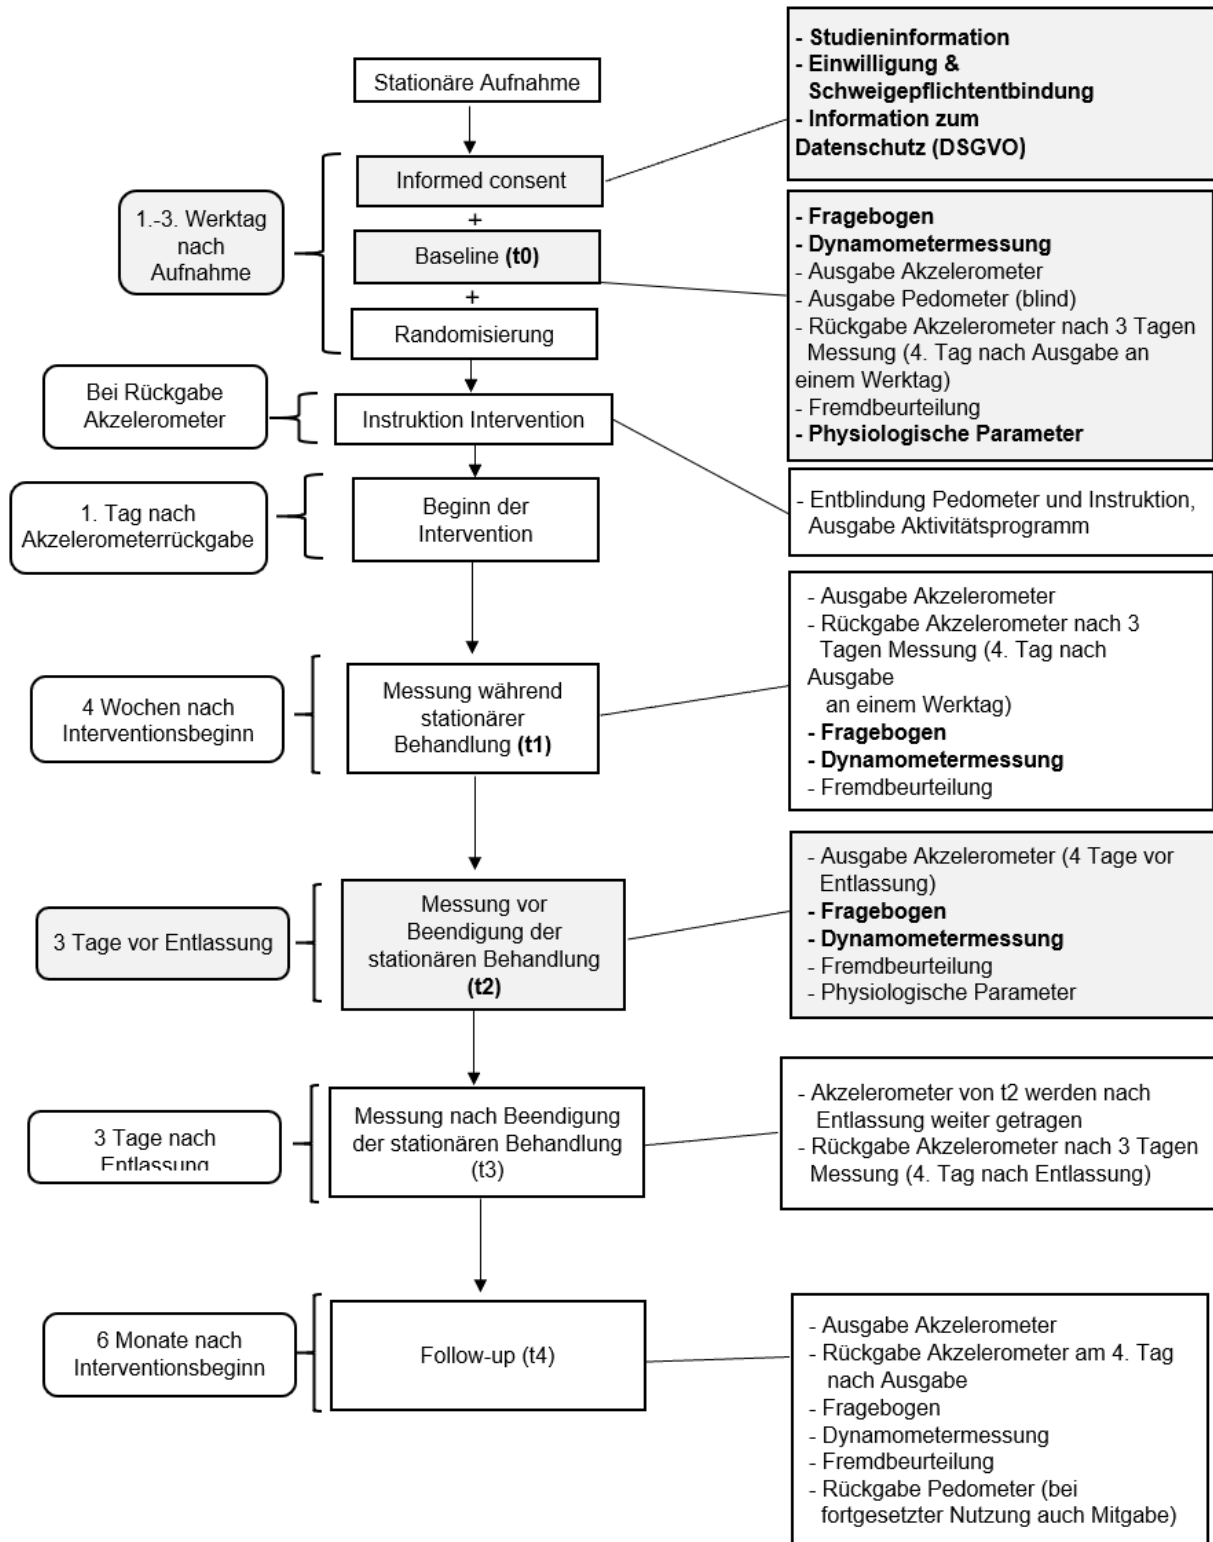 Stationäre Aufnahme
- Studieninformation
- Einwilligung &
Schweigepflichtentbindung
- Information zum
Datenschutz (DSGVO)
1.-3. Werktag
nach
Aufnahme
Informed consent
+
Baseline (t0)
+
Randomisierung
- Fragebogen
- Dynamometermessung
- Ausgabe Akzelerometer
- Ausgabe Pedometer (blind)
- Rückgabe Akzelerometer nach 3 Tagen
Messung (4. Tag nach Ausgabe an
einem Werktag)
- Fremdbeurteilung
- Physiologische Parameter
Bei Rückgabe
Akzelerometer
Instruktion Intervention
- Entblindung Pedometer und Instruktion,
Ausgabe Aktivitätsprogramm
1. Tag nach
Akzelerometerrückgabe
Beginn der
Intervention
4 Wochen nach
Interventionsbeginn
Messung während
stationärer
Behandlung (t1)
- Ausgabe Akzelerometer
- Rückgabe Akzelerometer nach 3
Tagen Messung (4. Tag nach
Ausgabe
an einem Werktag)
- Fragebogen
- Dynamometermessung
- Fremdbeurteilung
3 Tage vor Entlassung
Messung vor
Beendigung der
stationären Behandlung
(t2)
- Ausgabe Akzelerometer (4 Tage vor
Entlassung)
- Fragebogen
- Dynamometermessung
- Fremdbeurteilung
- Physiologische Parameter
3 Tage nach
Entlassung
Messung nach Beendigung
der stationären Behandlung
(t3)
- Akzelerometer von t2 werden nach
Entlassung weiter getragen
- Rückgabe Akzelerometer nach 3 Tagen
Messung (4. Tag nach Entlassung)
6 Monate nach
Interventionsbeginn
Follow-up (t4)
- Ausgabe Akzelerometer
- Rückgabe Akzelerometer am 4. Tag
nach Ausgabe
- Fragebogen
- Dynamometermessung
- Fremdbeurteilung
- Rückgabe Pedometer (bei
fortgesetzter Nutzung auch Mitgabe)